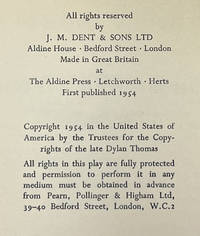 All rights reserved
by
J. M. DENT & SONS LTD
Aldine House · Bedford Street · London
Made in Great Britain
at
The Aldine Press · Letchworth · Herts
First published 1954
Copyright 1954 in the United States of
America by the Trustees for the Copy-
rights of the late Dylan Thomas
All rights in this play are fully protected
and permission to perform it in any
medium must be obtained in advance
from Pearn, Pollinger & Higham Ltd,
39-40 Bedford Street, London, W.C.2